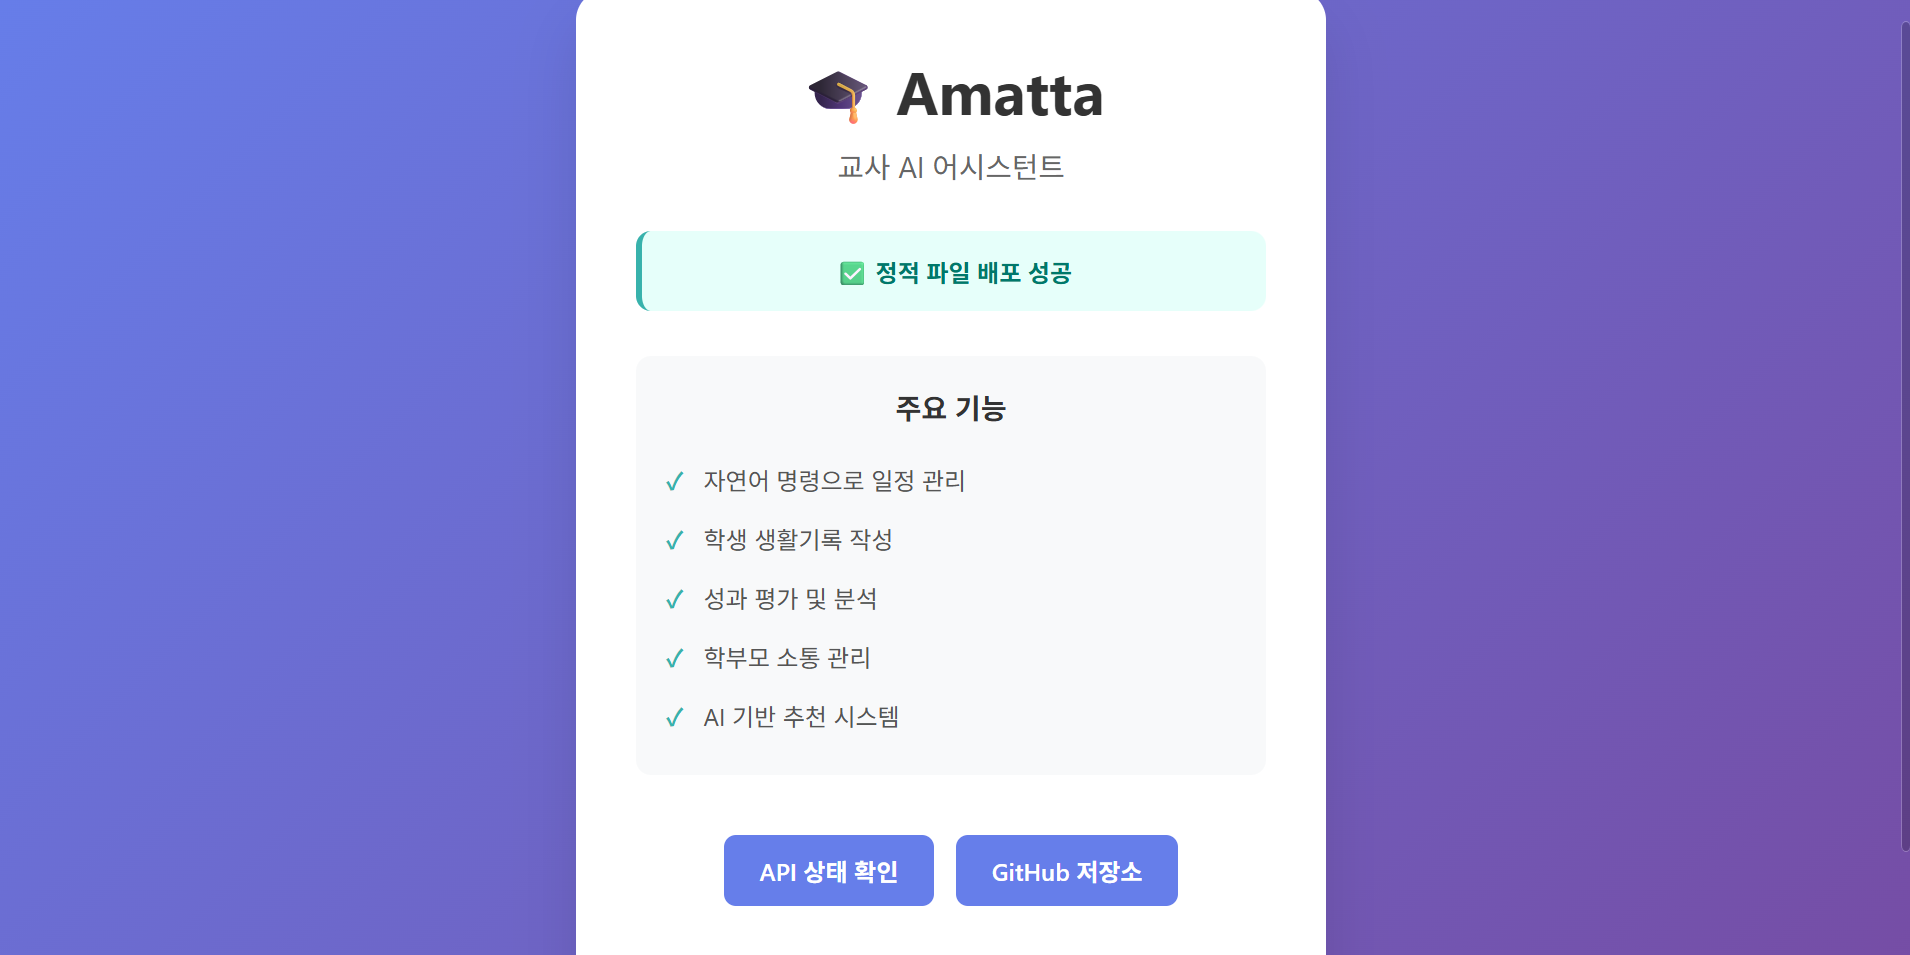 Amatta
교사 AI 어시스턴트
✅ 정적 파일 배포 성공
주요 기능
✓ 자연어 명령으로 일정 관리
✓ 학생 생활기록 작성
✓ 성과 평가 및 분석
✓ 학부모 소통 관리
✓ AI 기반 추천 시스템
API 상태 확인
GitHub 저장소